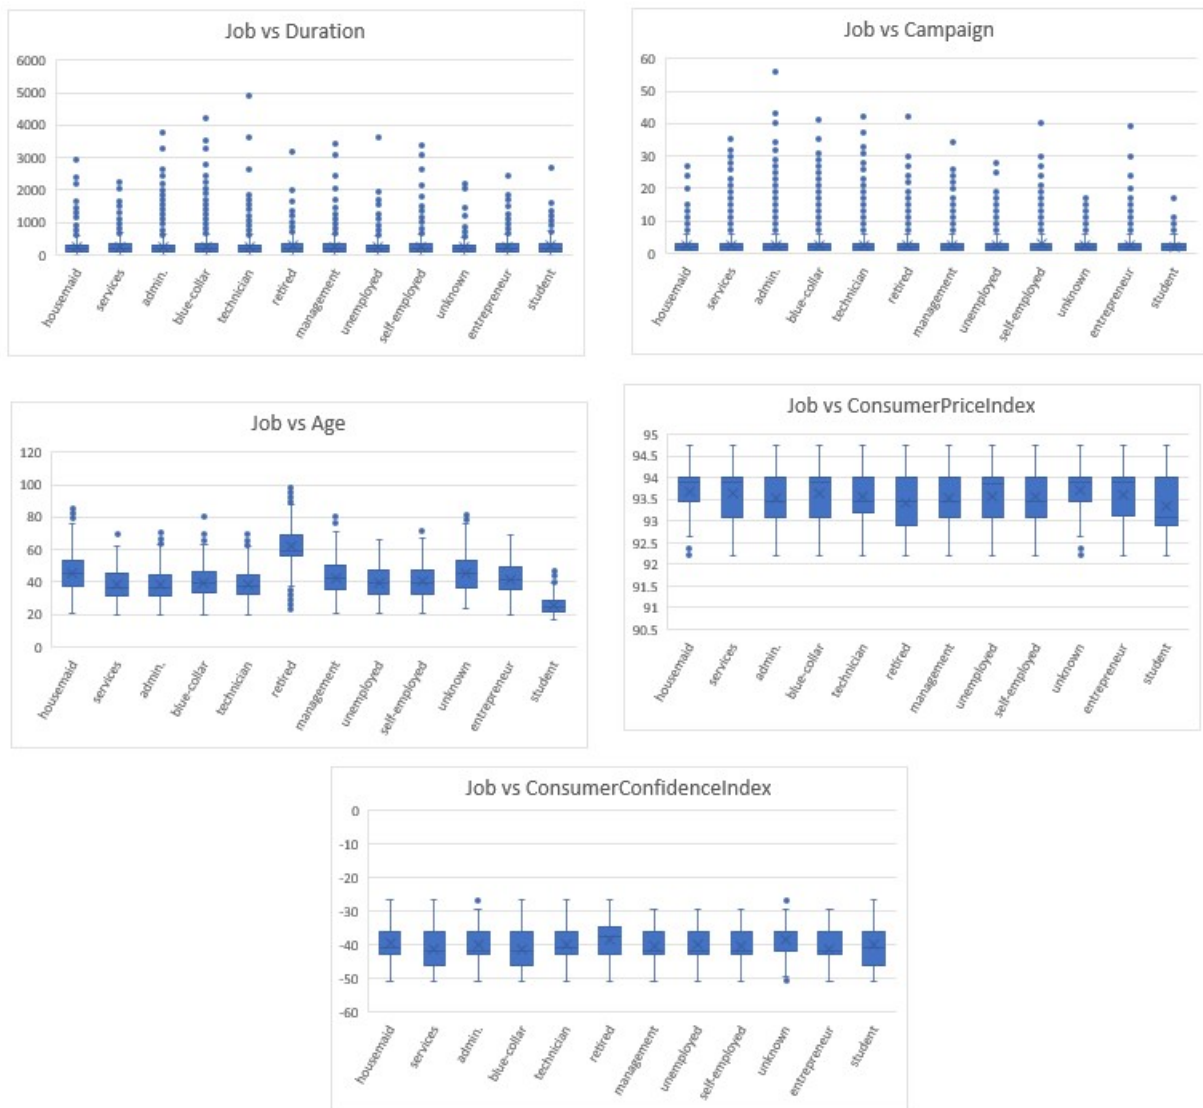 Job vs Duration
6000
5000
4000
3000
2000
1000
0
housemaid
services
admin.
blue-collar
technician
retired
management
unemployed
self-employed
unknown
entrepreneur
student
Job vs Campaign
60
50
40
30
20
10
0
housemaid
services
admin.
blue-collar
technician
retired
management
unemployed
self-employed
unknown
entrepreneur
student
Job vs Age
120
100
80
60
40
20
0
housemaid
services
admin.
blue-collar
technician
retired
management
unemployed
self-employed
unknown
entrepreneur
student
Job vs ConsumerPriceIndex
95
94.5
94
93.5
93
92.5
92
91.5
91
90.5
housemaid
services
admin.
blue-collar
technician
retired
management
unemployed
self-employed
unknown
entrepreneur
student
Job vs ConsumerConfidenceIndex
0
-10
-20
-30
-40
-50
-60
housemaid
services
admin.
blue-collar
technician
retired
management
unemployed
self-employed
unknown
entrepreneur
student